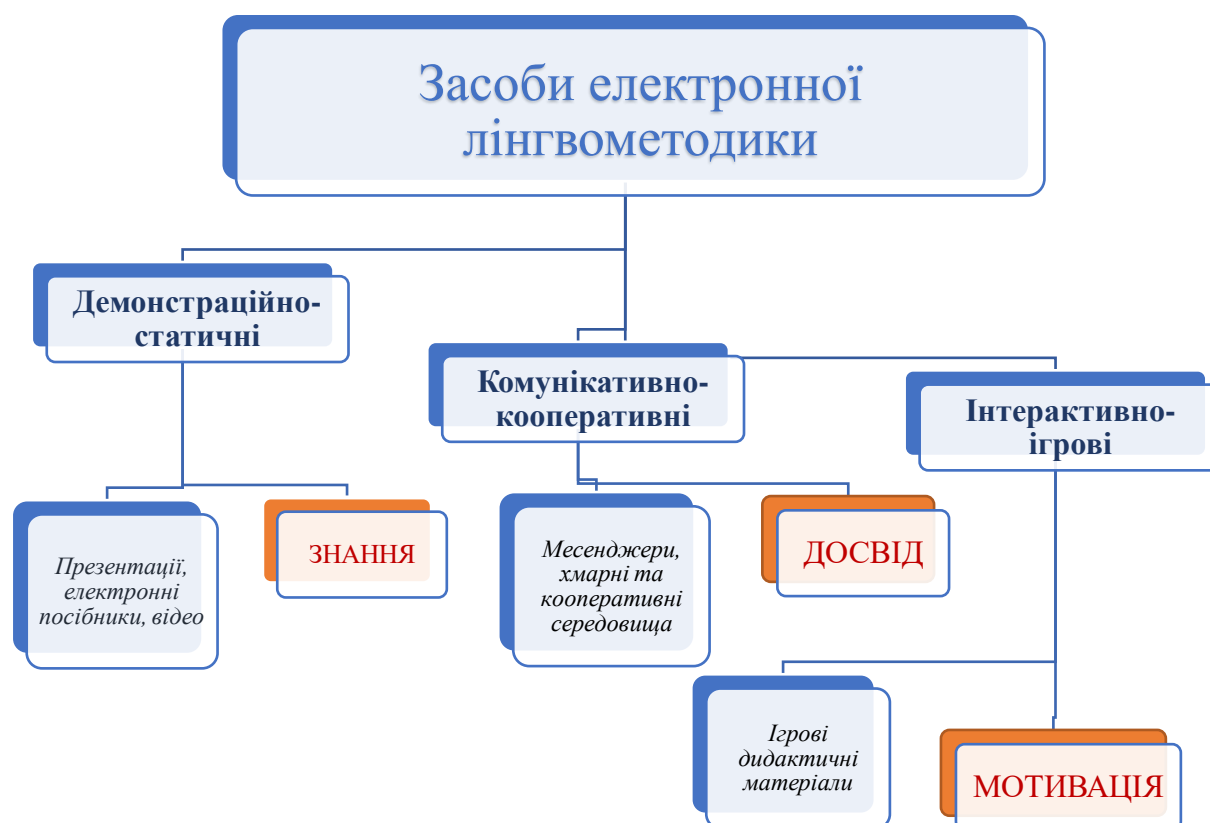 Засоби електронної
лінгвометодики
Демонстраційно-
статичні
Комунікативно-
кооперативні
Інтерактивно-
ігрові
Презентації,
електронні
посібники, відео
ЗНАННЯ
Месенджери,
хмарні та
кооперативні
середовища
ДОСВІД
Ігрові
дидактичні
матеріали
МОТИВАЦІЯ